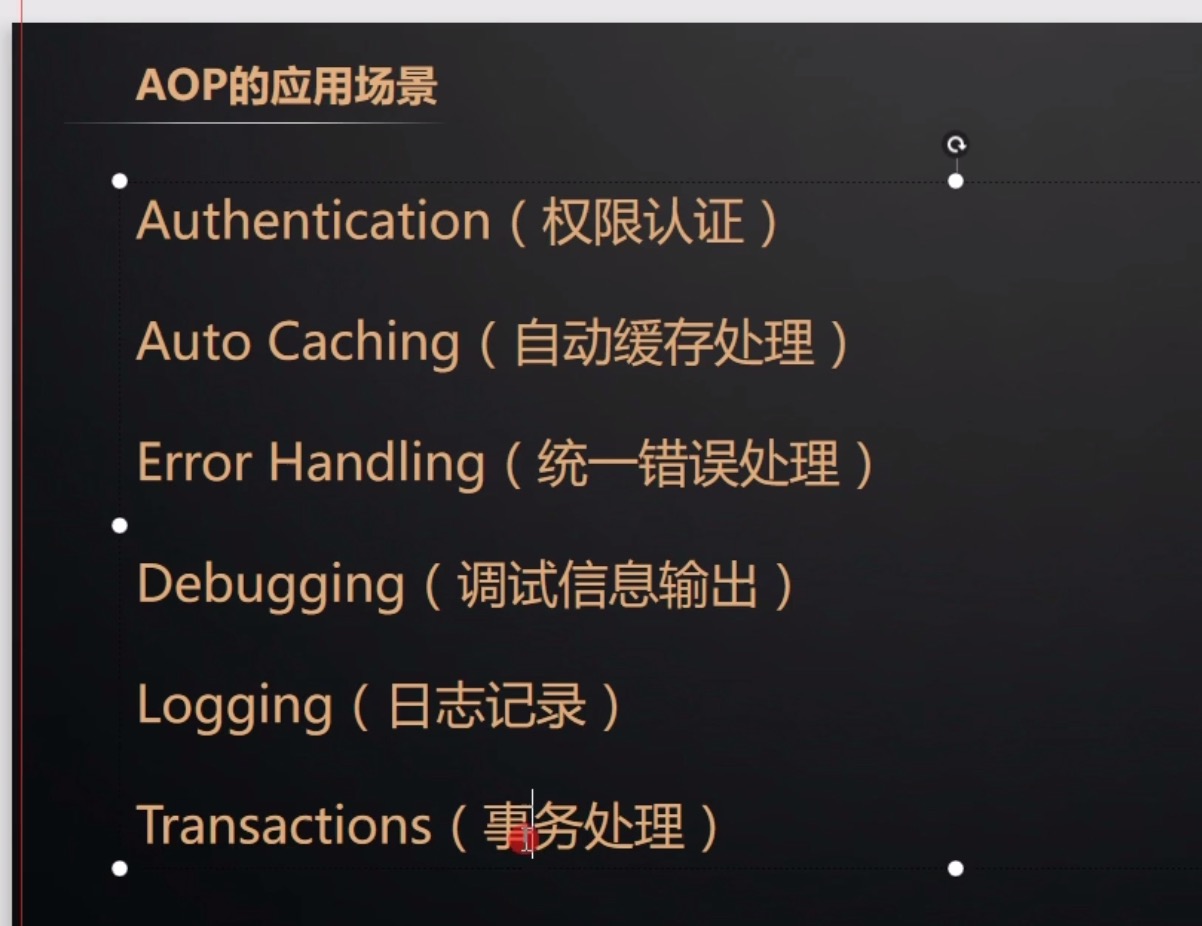 AOP的应用场景
Authentication（权限认证）
Auto Caching（自动缓存处理）
Error Handling（统一错误处理）
Debugging（调试信息输出）
Logging（日志记录）
Transactions（事务处理）